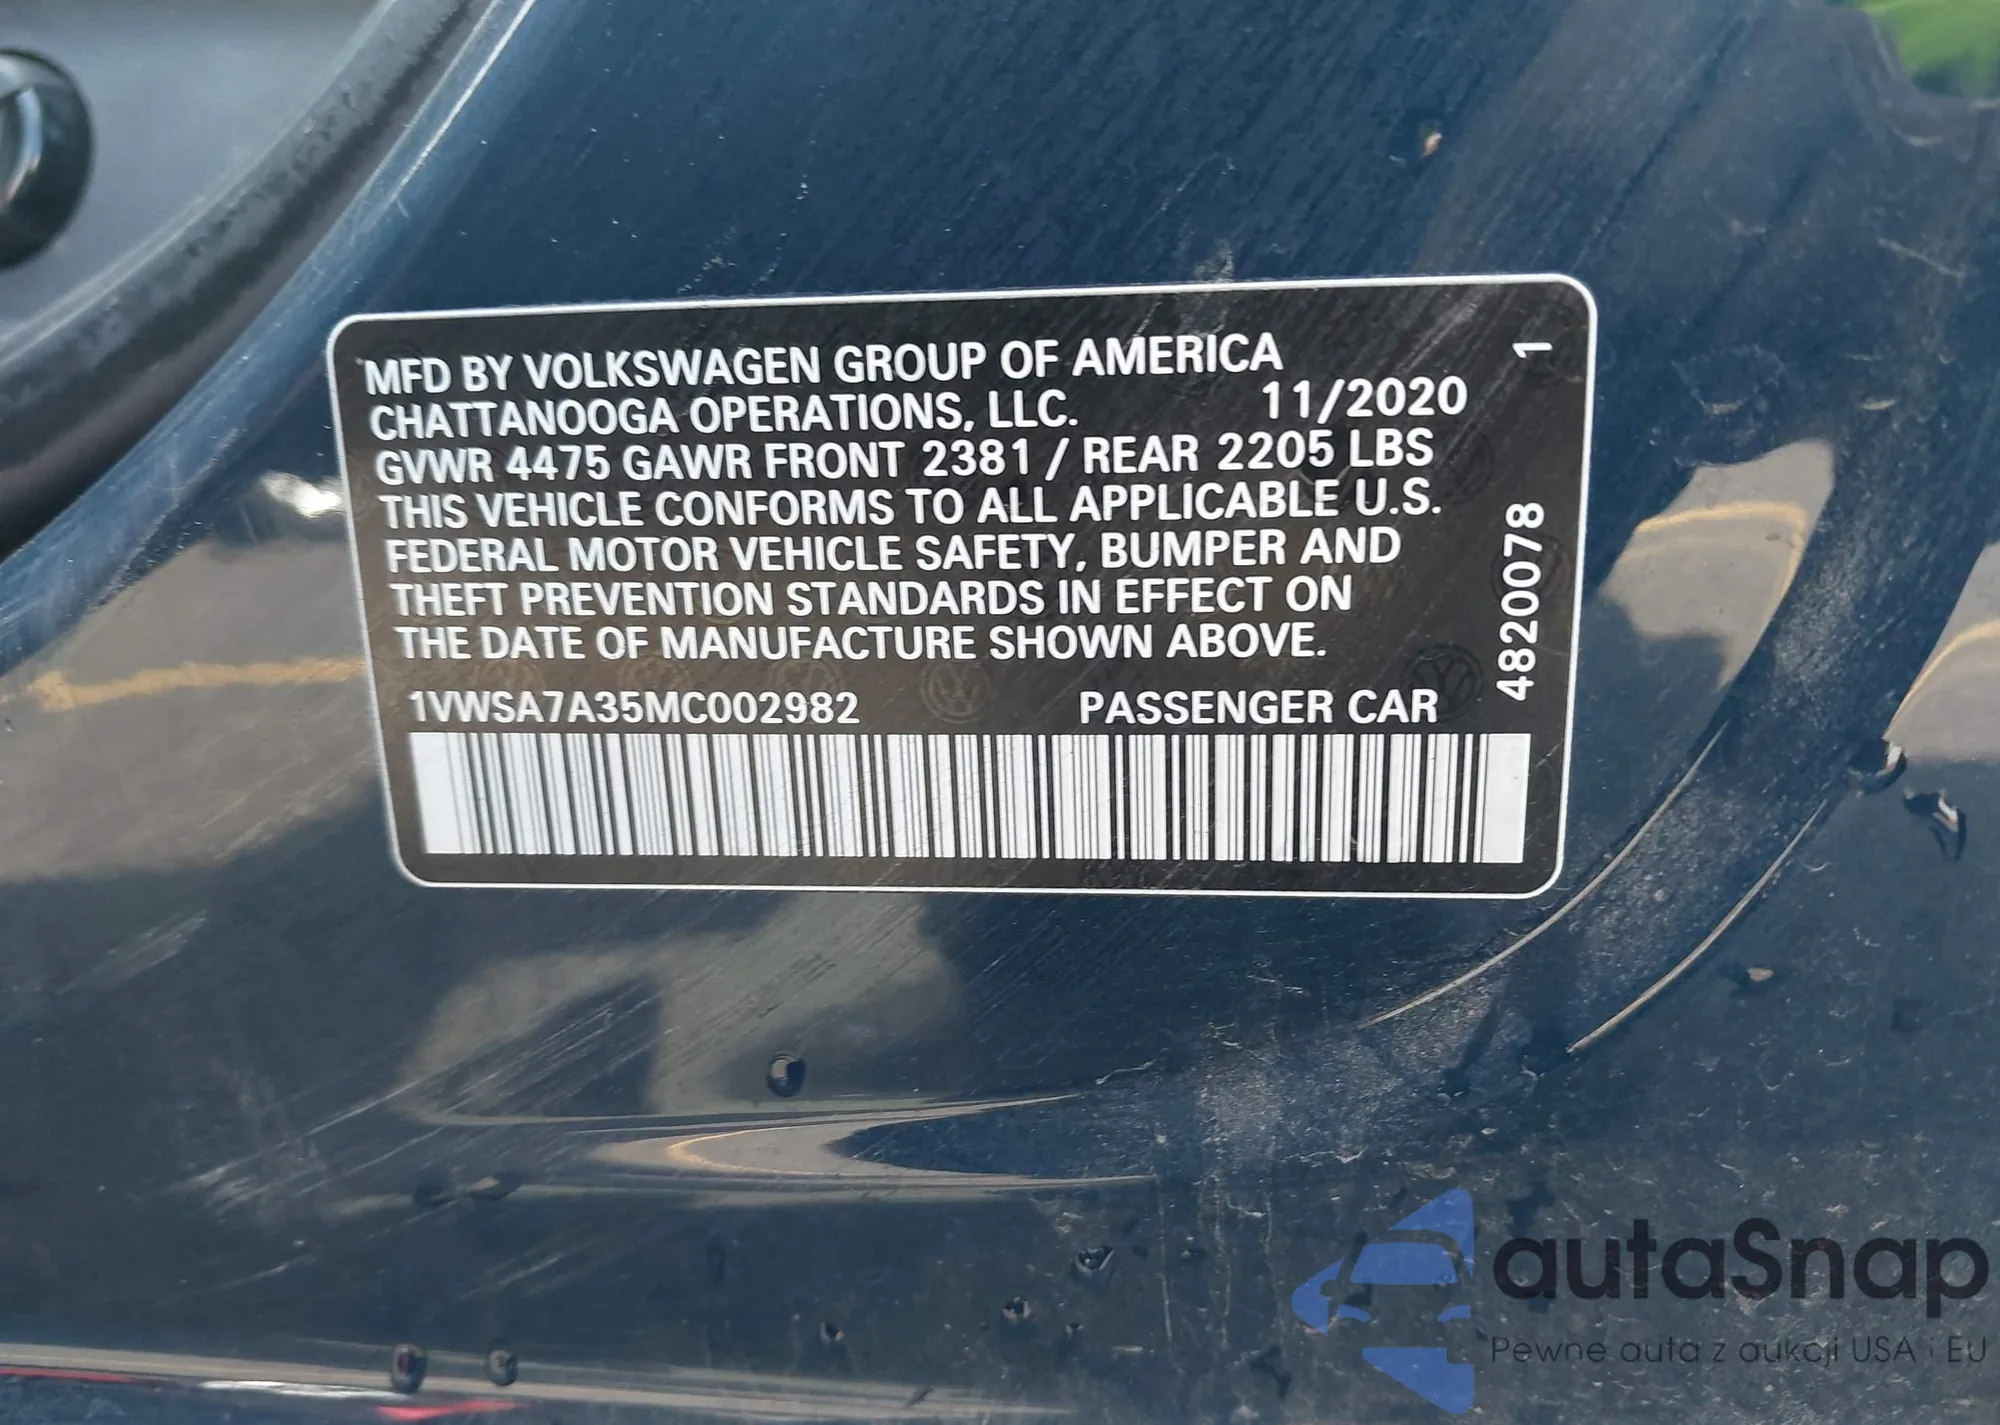 MFD BY VOLKSWAGEN GROUP OF AMERICA
CHATTANOOGA OPERATIONS, LLC. 11/2020
GVWR 4475 GAWR FRONT 2381 / REAR 2205 LBS
THIS VEHICLE CONFORMS TO ALL APPLICABLE U.S.
FEDERAL MOTOR VEHICLE SAFETY, BUMPER AND
THEFT PREVENTION STANDARDS IN EFFECT ON
THE DATE OF MANUFACTURE SHOWN ABOVE.
1VWSA7A35MC002982 PASSENGER CAR
4820078 1
autaSnap
Pewne auta z aukcji USA i EU